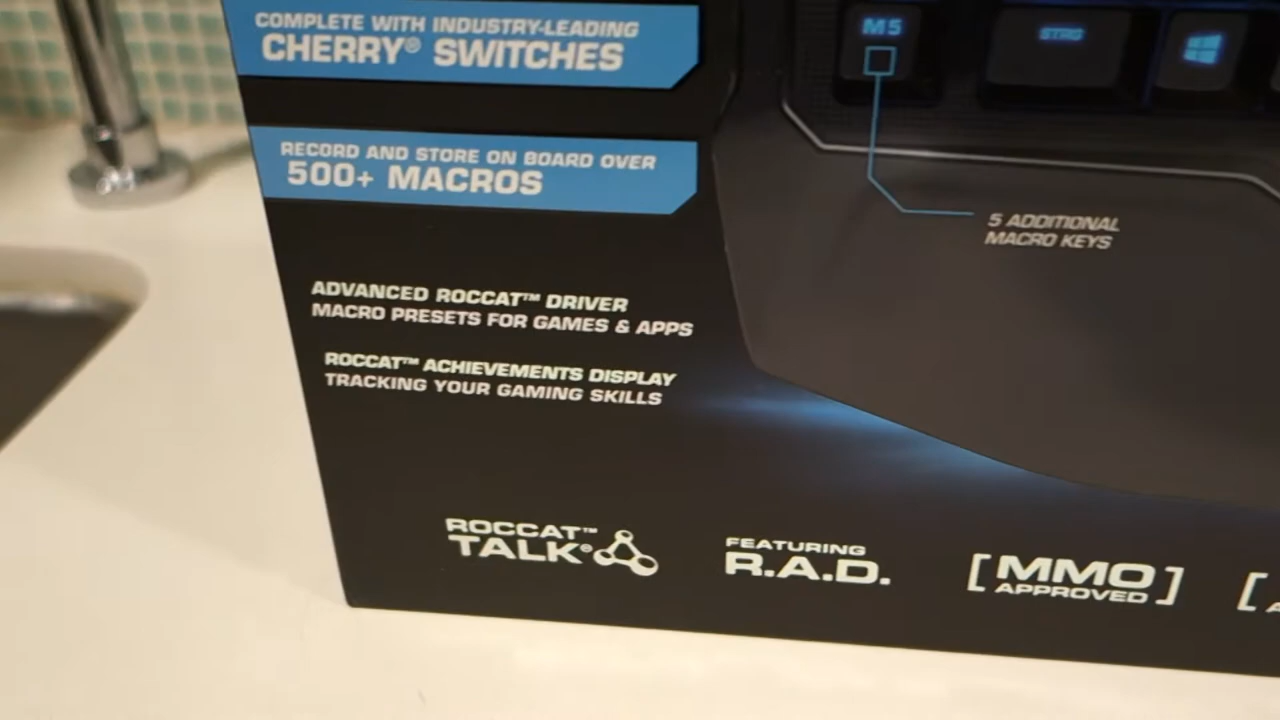 COMPLETE WITH INDUSTRY-LEADING
CHERRY® SWITCHES
RECORD AND STORE ON BOARD OVER
500+ MACROS
ADVANCED ROCCAT™ DRIVER
MACRO PRESETS FOR GAMES & APPS
ROCCAT™ ACHIEVEMENTS DISPLAY
TRACKING YOUR GAMING SKILLS
M5
STRG
5 ADDITIONAL
MACRO KEYS
ROCCAT™
TALK®
FEATURING
R.A.D.
[MMO
APPROVED]
[